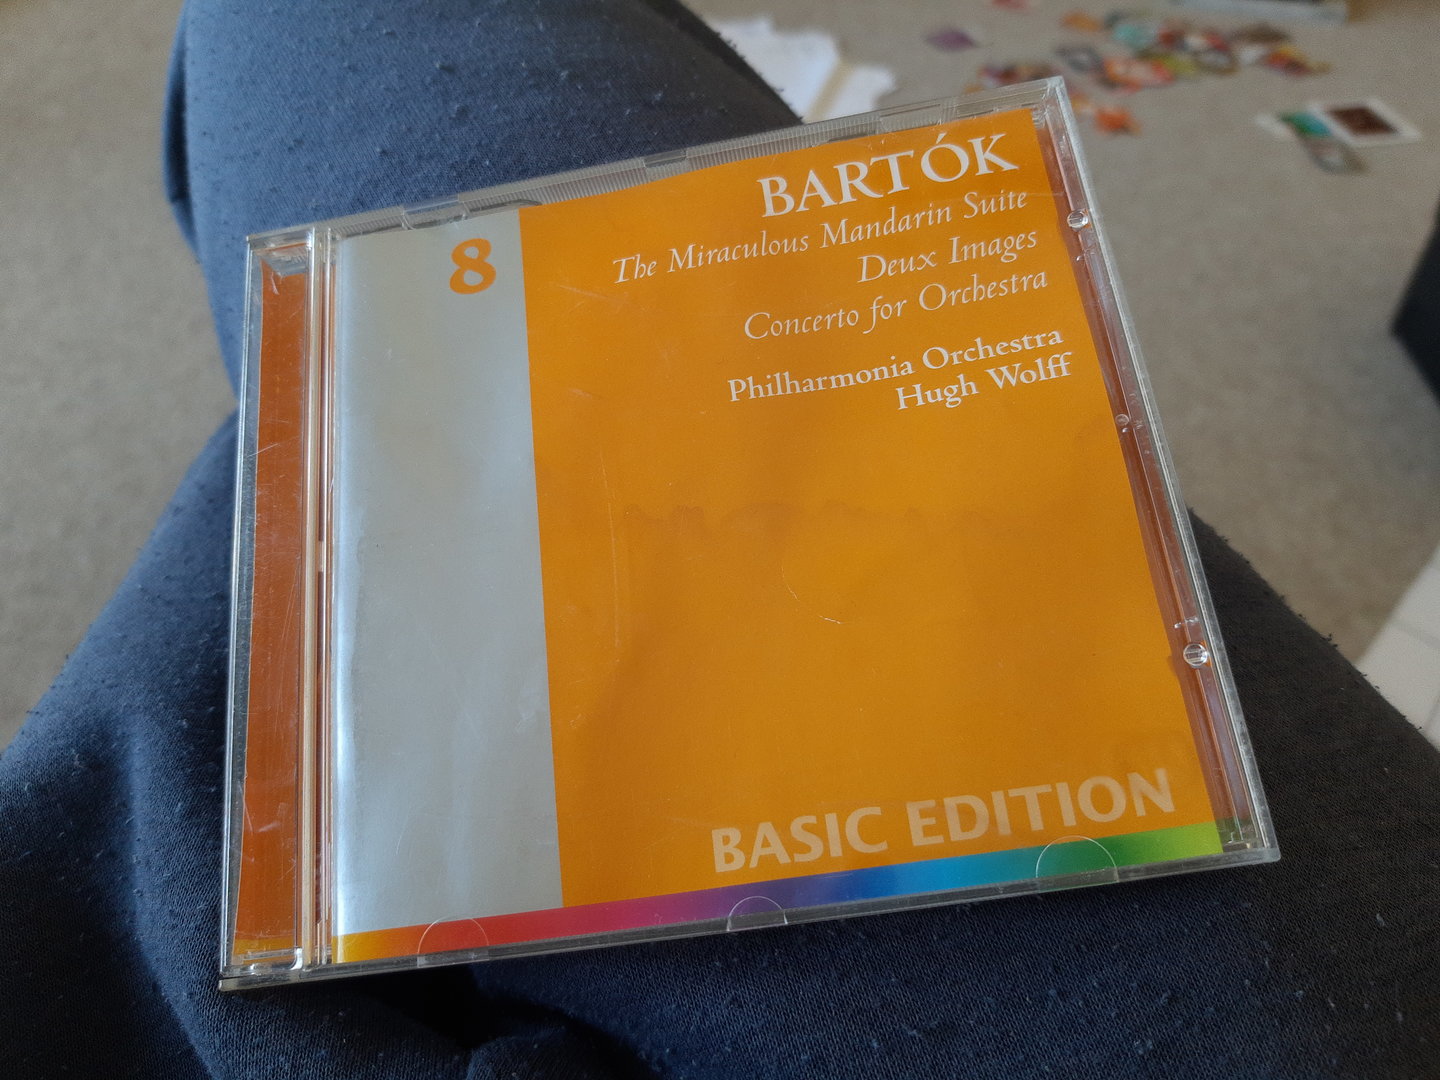 8
BARTÓK
The Miraculous Mandarin Suite
Deux Images
Concerto for Orchestra
Philharmonia Orchestra
Hugh Wolff
BASIC EDITION